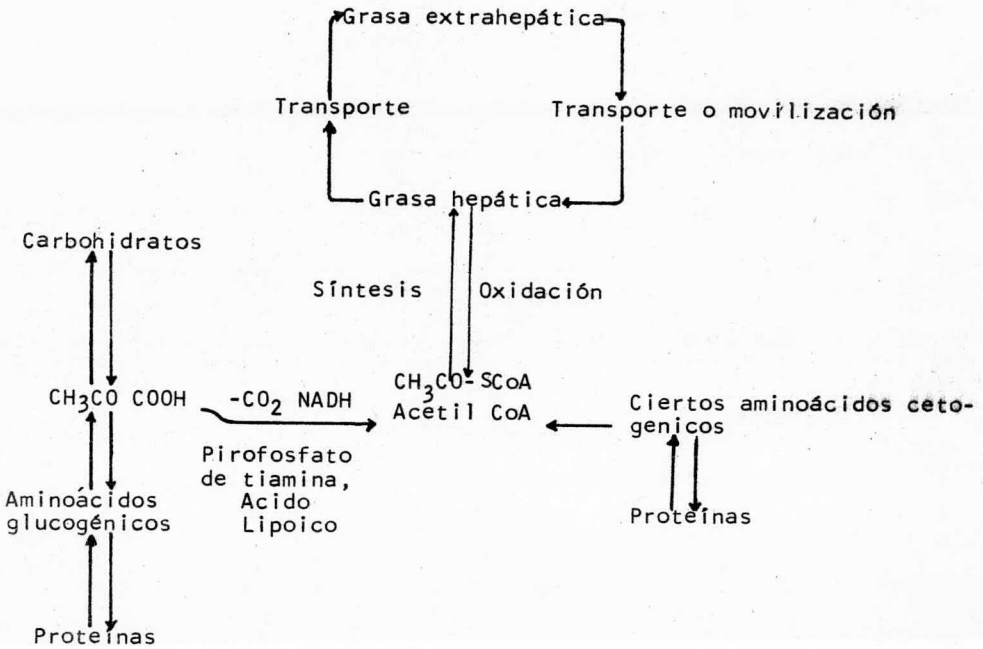 Grasa extrahepática
Transporte
Transporte o movilización
Grasa hepática
Carbohidratos
Síntesis
Oxidación
CH3CO COOH
-CO2 NADH
CH3CO-SCoA
Acetil CoA
Ciertos aminoácidos ceto-
genicos
Pirofosfato
de tiamina,
Acido
Lipoico
Aminoácidos
glucogénicos
Proteínas
Proteínas